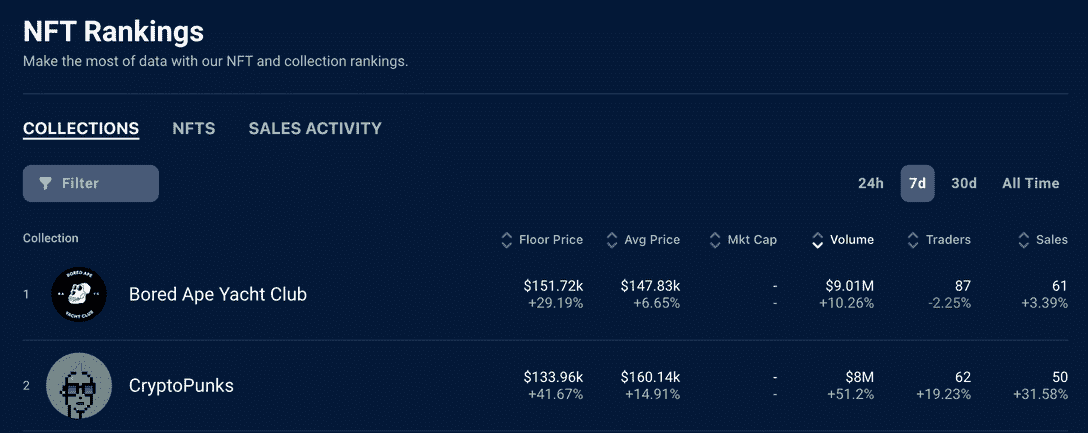 NFT Rankings
Make the most of data with our NFT and collection rankings.
COLLECTIONS NFTS SALES ACTIVITY
Filter 24h 7d 30d All Time
Collection Floor Price Avg Price Mkt Cap Volume Traders Sales
1 BORED APE YACHT CLUB Bored Ape Yacht Club $151.72k $147.83k - $9.01M 87 61
+29.19% +6.65% - +10.26% -2.25% +3.39%
2 CryptoPunks $133.96k $160.14k - $8M 62 50
+41.67% +14.91% - +51.2% +19.23% +31.58%